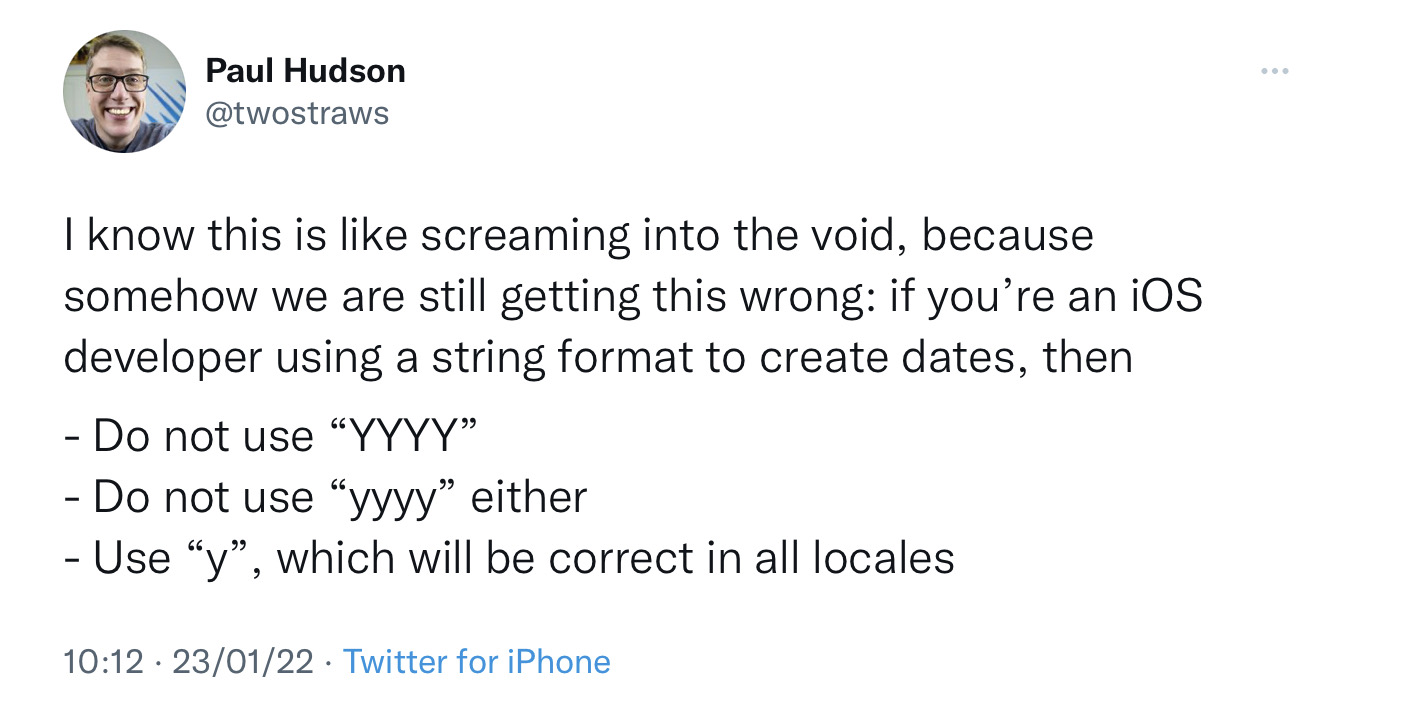 Paul Hudson
@twostraws
I know this is like screaming into the void, because
somehow we are still getting this wrong: if you’re an iOS
developer using a string format to create dates, then
- Do not use “YYYY”
- Do not use “yyyy” either
- Use “y”, which will be correct in all locales
10:12 · 23/01/22 · Twitter for iPhone